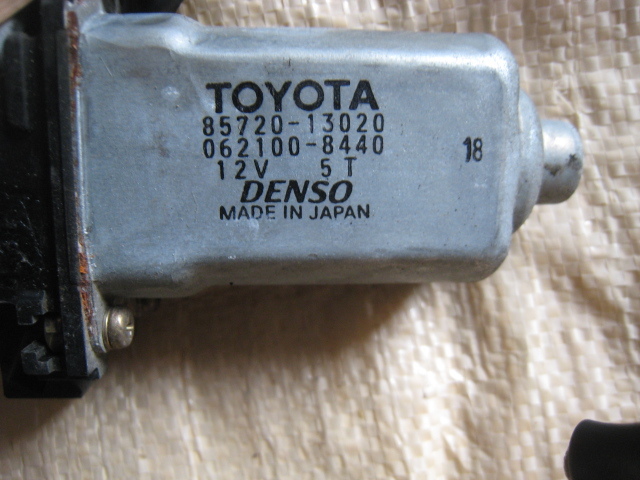 TOYOTA
85720-13020
062100-8440
18
12V 5T
DENSO
MADE IN JAPAN